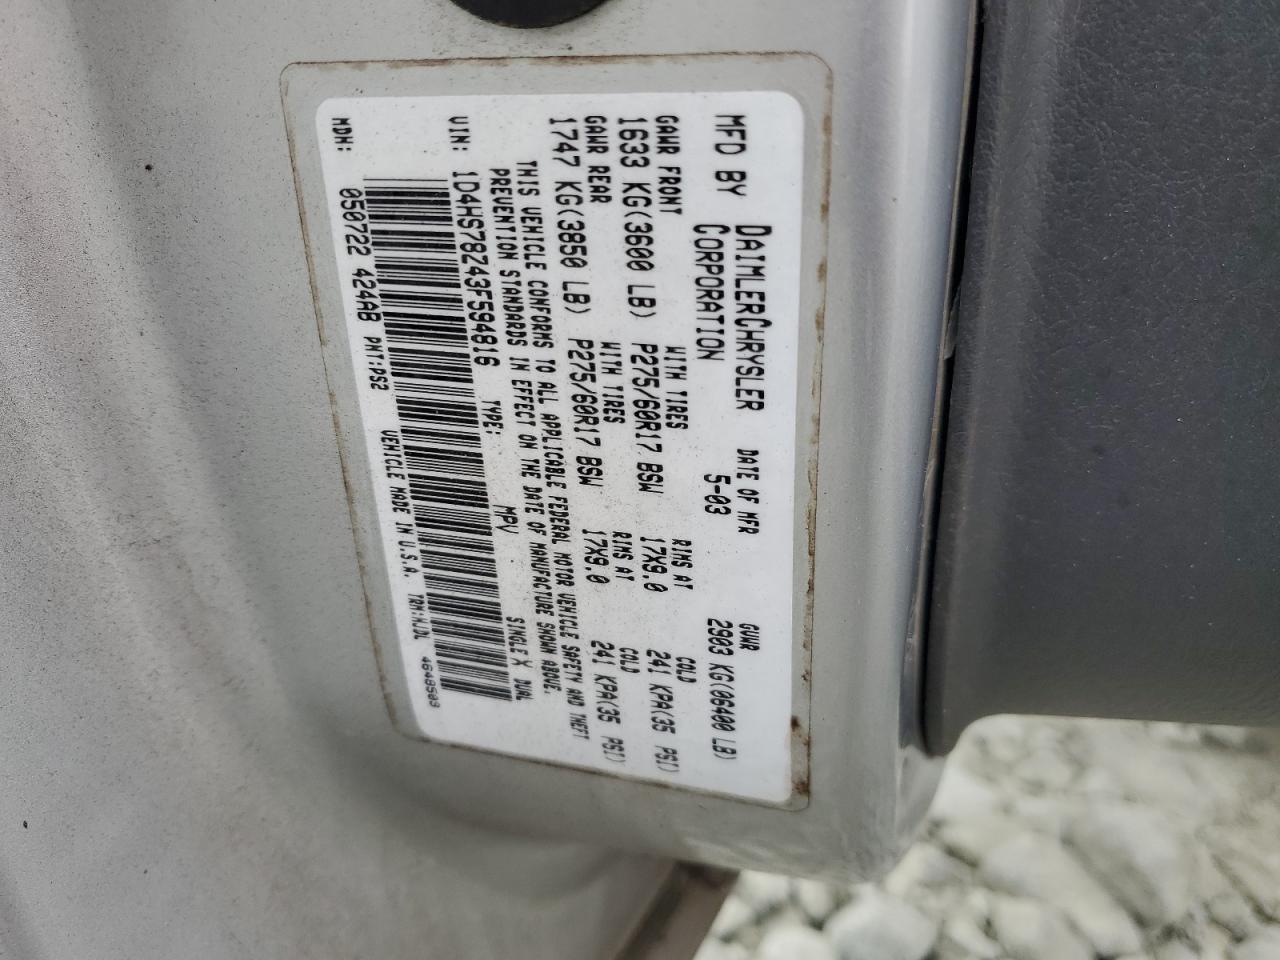 MFD BY DAIMLERCHRYSLER CORPORATION DATE OF MFR 5-03 GVWR 2903 KG(06400 LB)
GAWR FRONT WITH TIRES RIMS AT COLD
1633 KG(3600 LB) P275/60R17 BSW 17X9.0 241 KPA(35 PSI)
GAWR REAR WITH TIRES RIMS AT COLD
1747 KG(3850 LB) P275/60R17 BSW 17X9.0 241 KPA(35 PSI)
THIS VEHICLE CONFORMS TO ALL APPLICABLE FEDERAL MOTOR VEHICLE SAFETY AND THEFT
PREVENTION STANDARDS IN EFFECT ON THE DATE OF MANUFACTURE SHOWN ABOVE.
VIN: 1D4HS78Z43F594816 TYPE: MPV SINGLE X DUAL
MDH: 050722 424AB PNT:PS2 VEHICLE MADE IN U.S.A. TRM:HJDL 4648503